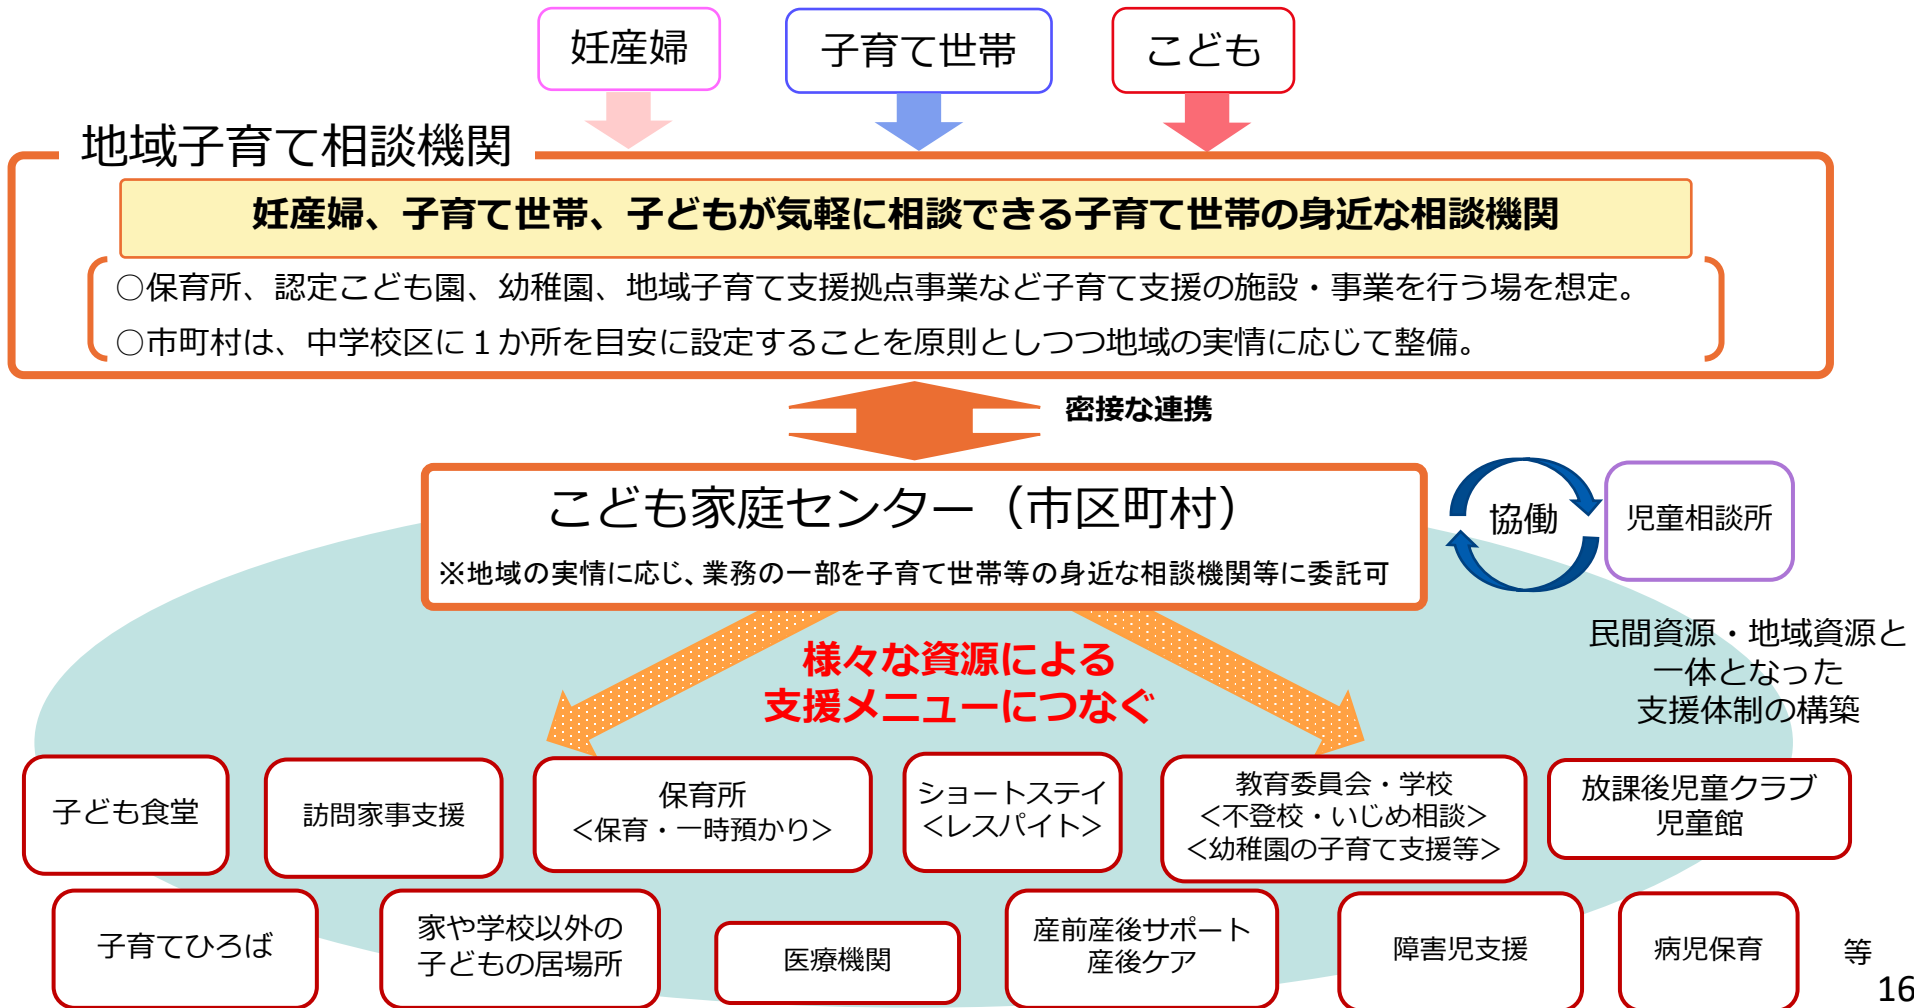 妊産婦
子育て世帯
こども
地域子育て相談機関
妊産婦、子育て世帯、子どもが気軽に相談できる子育て世帯の身近な相談機関
○保育所、認定こども園、幼稚園、地域子育て支援拠点事業など子育て支援の施設・事業を行う場を想定。
○市町村は、中学校区に１か所を目安に設定することを原則としつつ地域の実情に応じて整備。
密接な連携
こども家庭センター（市区町村）
※地域の実情に応じ、業務の一部を子育て世帯等の身近な相談機関等に委託可
協働
児童相談所
様々な資源による
支援メニューにつなぐ
民間資源・地域資源と
一体となった
支援体制の構築
子ども食堂
訪問家事支援
保育所
<保育・一時預かり>
ショートステイ
<レスパイト>
教育委員会・学校
<不登校・いじめ相談>
<幼稚園の子育て支援等>
放課後児童クラブ
児童館
子育てひろば
家や学校以外の
子どもの居場所
医療機関
産前産後サポート
産後ケア
障害児支援
病児保育
等
16